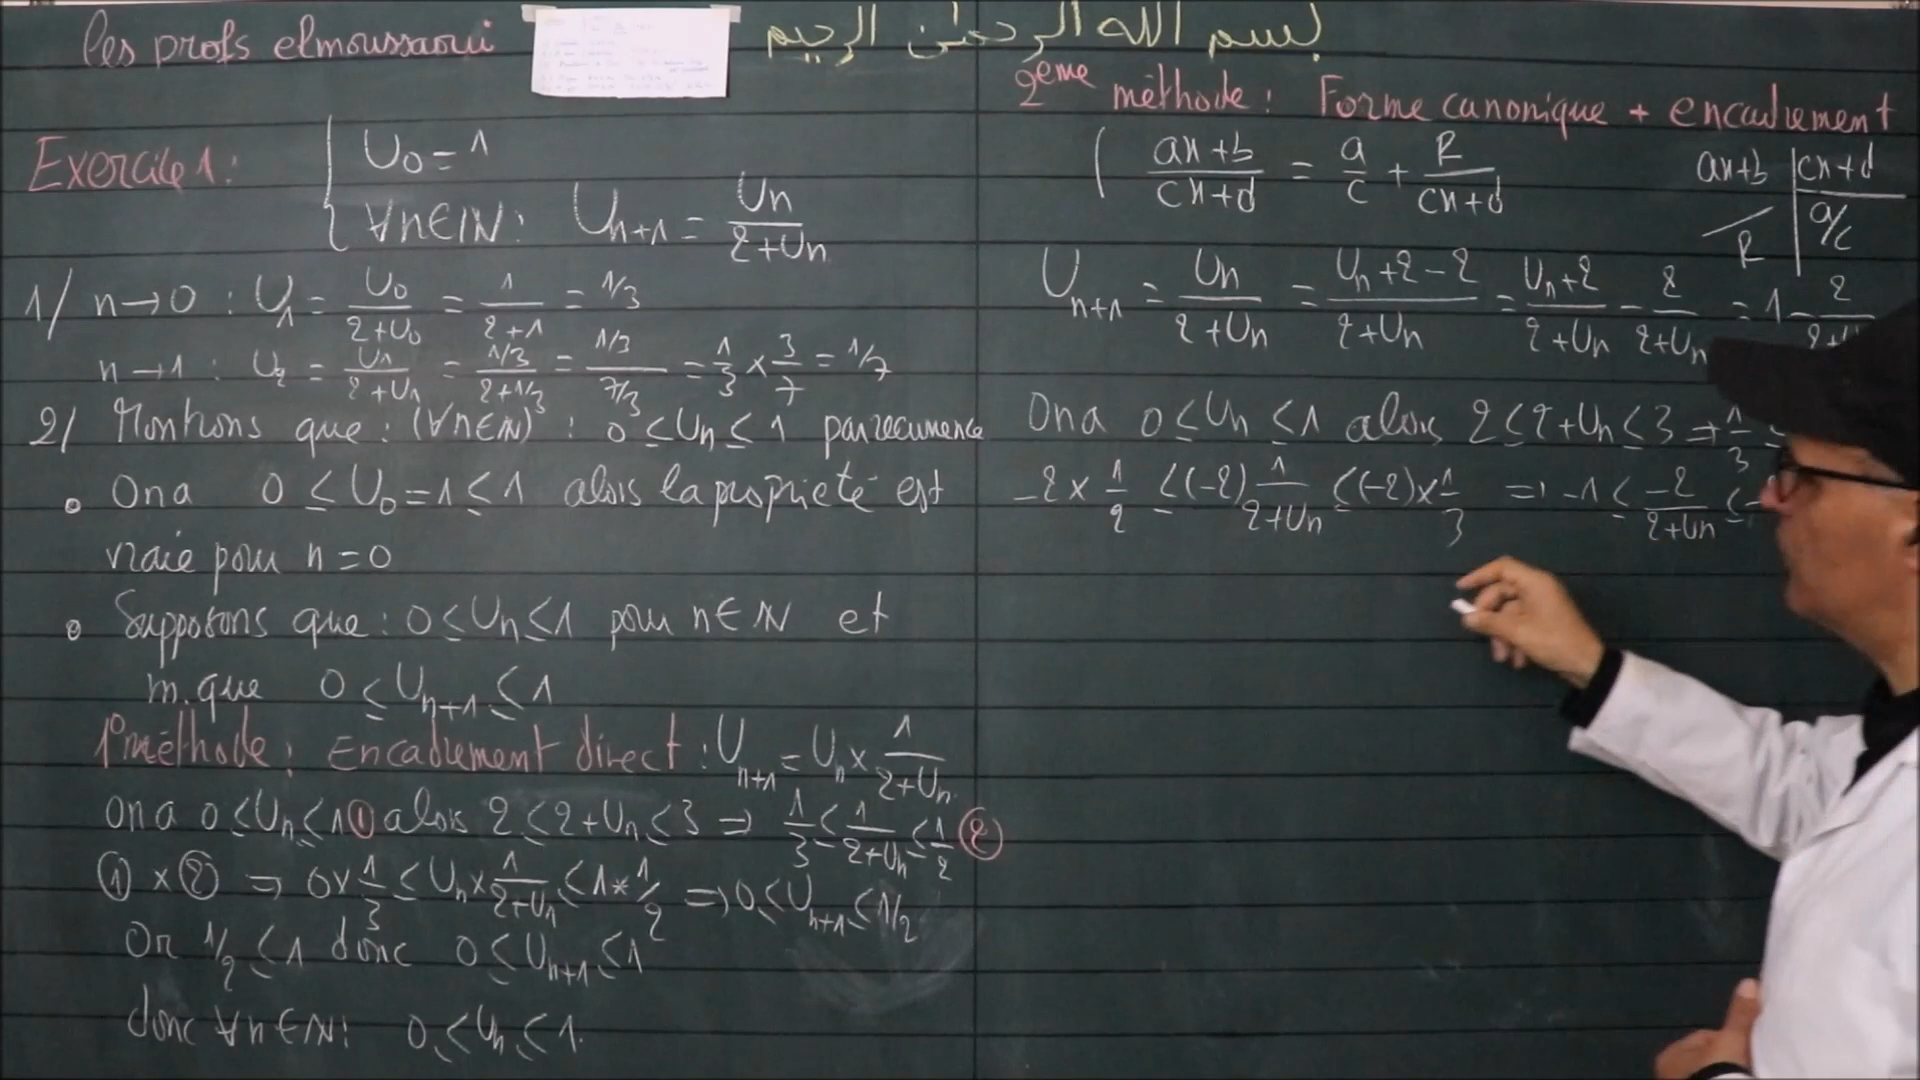 les profs elmoussaoui
بسم الله الرحمن الرحيم
Exercice 1 : { U₀ = 1
∀n∈IN : Uₙ₊₁ = Uₙ / (2+Uₙ)
1/ n→0 : U₁ = U₀/(2+U₀) = 1/(2+1) = 1/3
n→1 : U₂ = U₁/(2+U₁) = (1/3)/(2+1/3) = (1/3)/(7/3) = 1/3 × 3/7 = 1/7
2/ Montrons que : (∀n∈N) : 0 ≤ Uₙ ≤ 1 par recurrence
• On a 0 ≤ U₀ = 1 ≤ 1 alors la proprieté est
vraie pour n = 0
• Supposons que : 0 ≤ Uₙ ≤ 1 pour n ∈ N et
m. que 0 ≤ Uₙ₊₁ ≤ 1
1° méthode : Encadrement direct : Uₙ₊₁ = Uₙ × 1/(2+Uₙ)
On a 0 ≤ Uₙ ≤ 1 ① alors 2 ≤ 2+Uₙ ≤ 3 ⇒ 1/3 ≤ 1/(2+Uₙ) ≤ 1/2 ②
① × ② ⇒ 0 × 1/3 ≤ Uₙ × 1/(2+Uₙ) ≤ 1 * 1/2 ⇒ 0 ≤ Uₙ₊₁ ≤ 1/2
Or 1/2 ≤ 1 donc 0 ≤ Uₙ₊₁ ≤ 1
donc ∀n∈N : 0 ≤ Uₙ ≤ 1.
2ème méthode : Forme canonique + encadrement
( (ax+b)/(cx+d) = a/c + R/(cx+d)
ax+b | cx+d
R | a/c
Uₙ₊₁ = Uₙ/(2+Uₙ) = (Uₙ+2-2)/(2+Uₙ) = (Uₙ+2)/(2+Uₙ) - 2/(2+Uₙ) = 1 - 2/
On a 0 ≤ Uₙ ≤ 1 alors 2 ≤ 2+Uₙ ≤ 3 ⇒ 1/3 ≤
-2 × 1/2 ≤ (-2) 1/(2+Uₙ) ≤ (-2) × 1/3 ⇒ -1 ≤ -2/(2+Uₙ) ≤ -